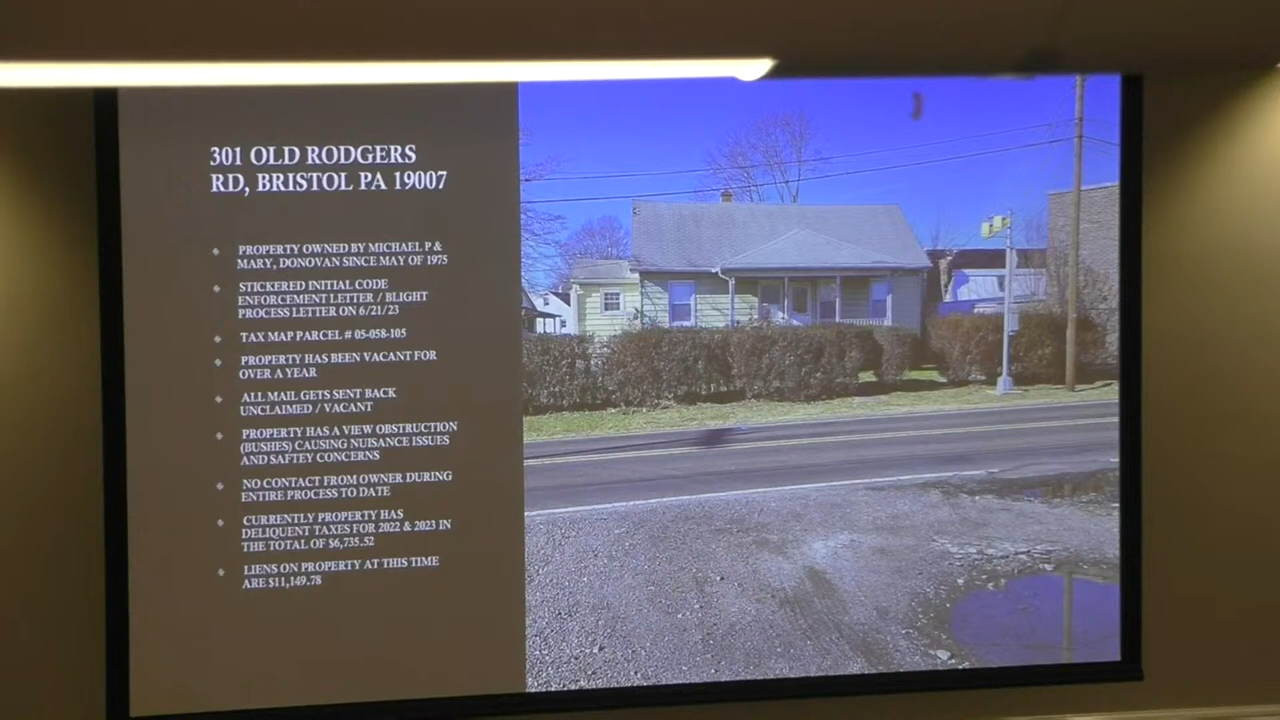 301 OLD RODGERS
RD, BRISTOL PA 19007
PROPERTY OWNED BY MICHAEL P &
MARY, DONOVAN SINCE MAY OF 1975
STICKERED INITIAL CODE
ENFORCEMENT LETTER / BLIGHT
PROCESS LETTER ON 6/21/23
TAX MAP PARCEL # 05-058-105
PROPERTY HAS BEEN VACANT FOR
OVER A YEAR
ALL MAIL GETS SENT BACK
UNCLAIMED / VACANT
PROPERTY HAS A VIEW OBSTRUCTION
(BUSHES) CAUSING NUISANCE ISSUES
AND SAFTEY CONCERNS
NO CONTACT FROM OWNER DURING
ENTIRE PROCESS TO DATE
CURRENTLY PROPERTY HAS
DELIQUENT TAXES FOR 2022 & 2023 IN
THE TOTAL OF $6,735.52
LIENS ON PROPERTY AT THIS TIME
ARE $11,149.78